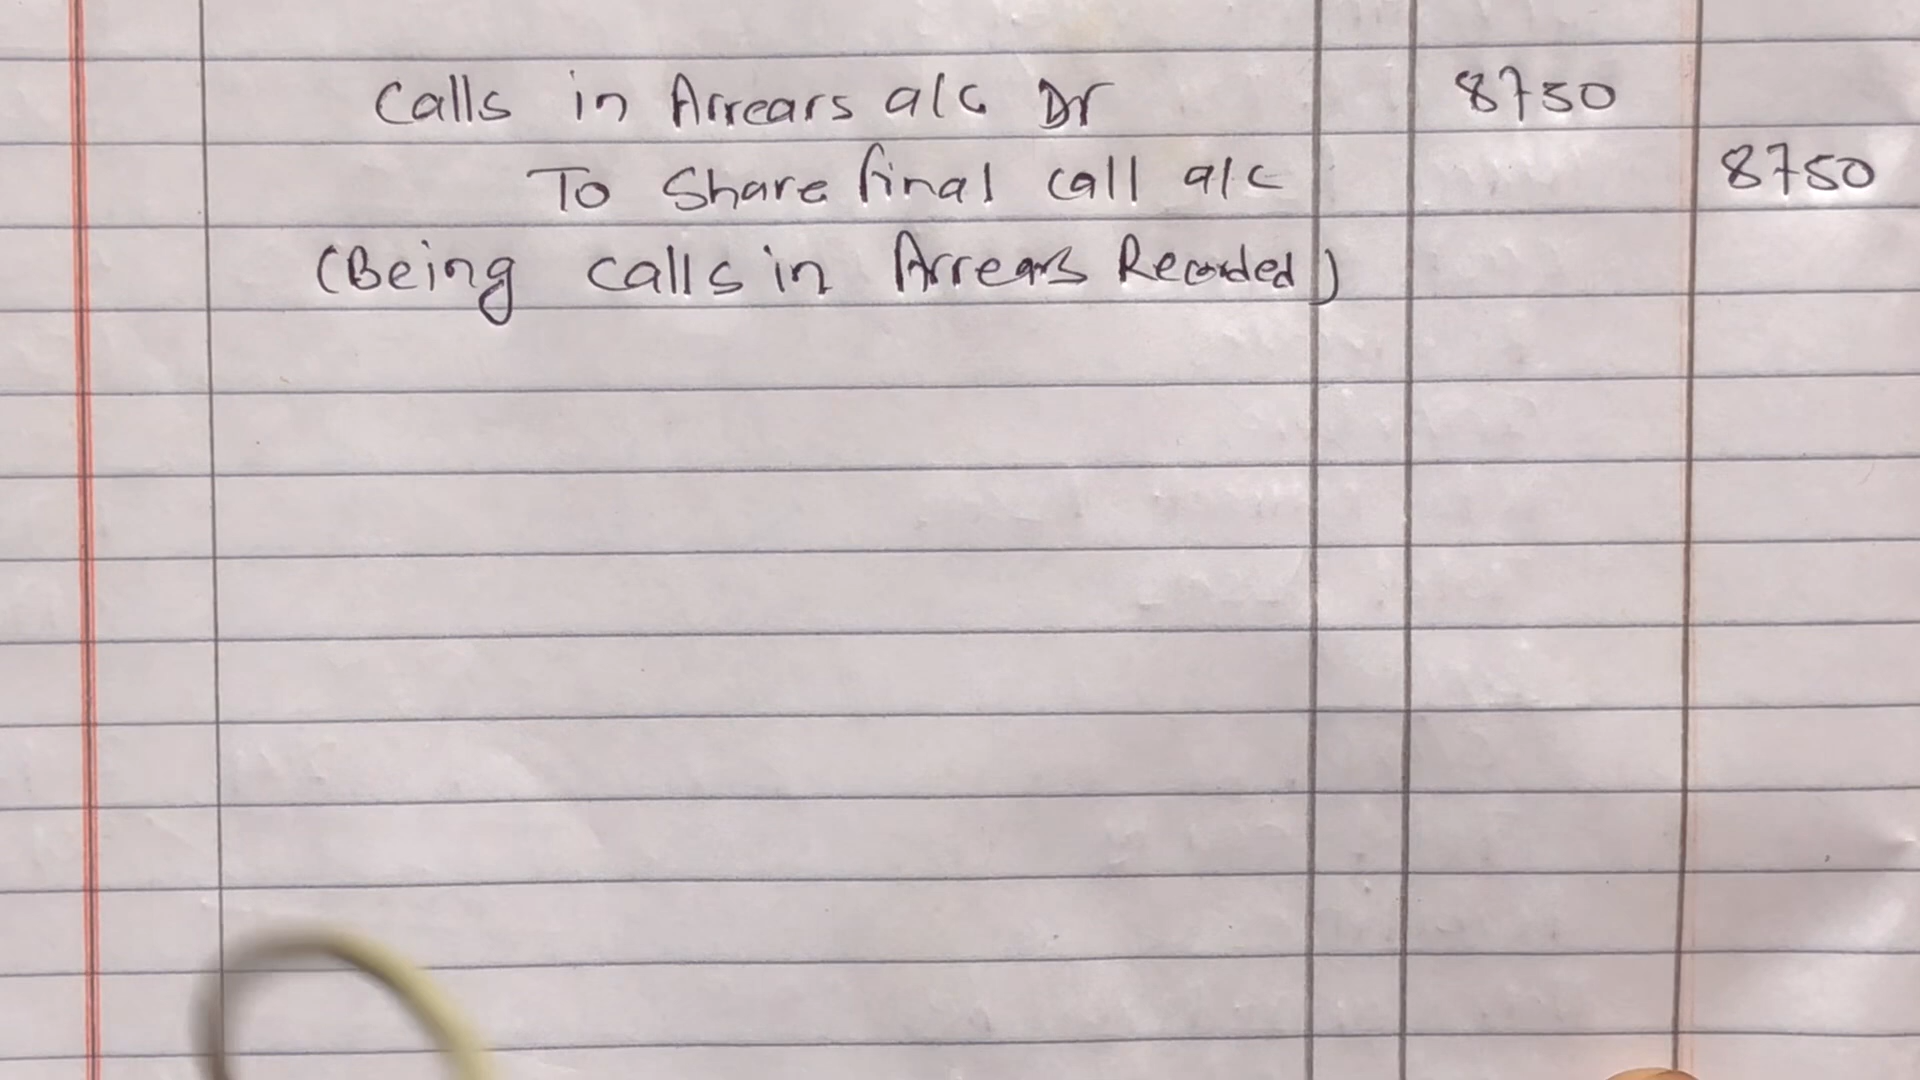 Calls in Arrears a/c Dr 8750
To Share final call a/c 8750
(Being calls in Arrears Recorded)